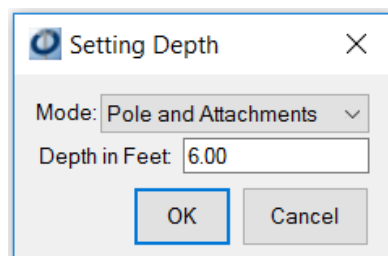 Setting Depth
Mode: Pole and Attachments
Depth in Feet: 6.00
OK Cancel